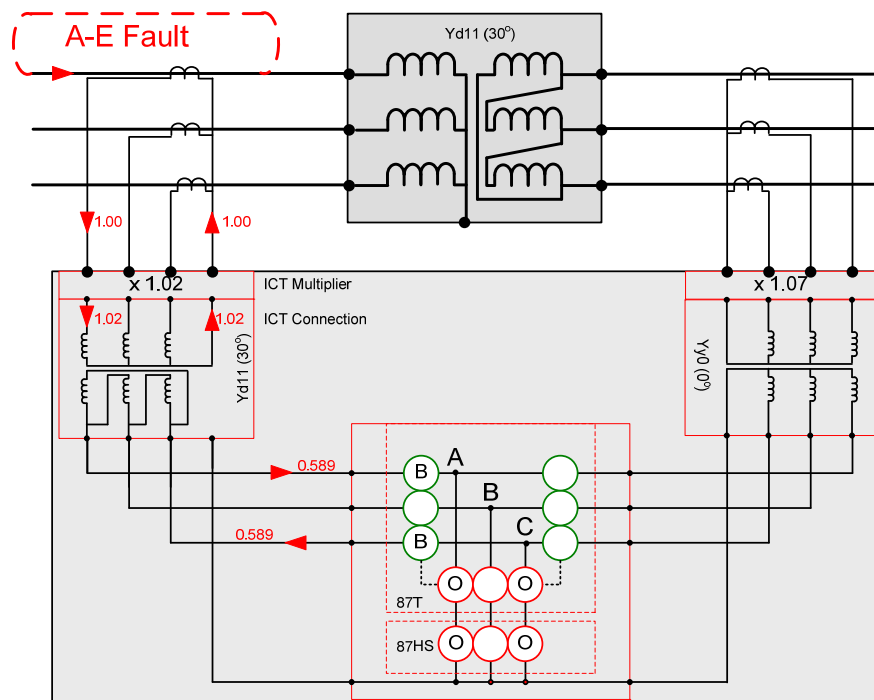 A-E Fault
Yd11 (30°)
1.00
1.00
x 1.02
ICT Multiplier
x 1.07
1.02
1.02
ICT Connection
Yd11 (30°)
Yy0 (0°)
0.589
B
A
B
0.589
B
C
O
O
87T
O
O
87HS